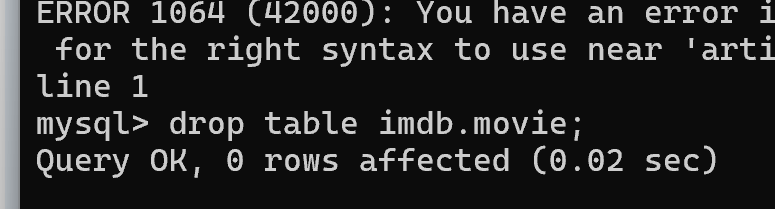 ERROR 1064 (42000): You have an error i
for the right syntax to use near 'arti
line 1
mysql> drop table imdb.movie;
Query OK, 0 rows affected (0.02 sec)